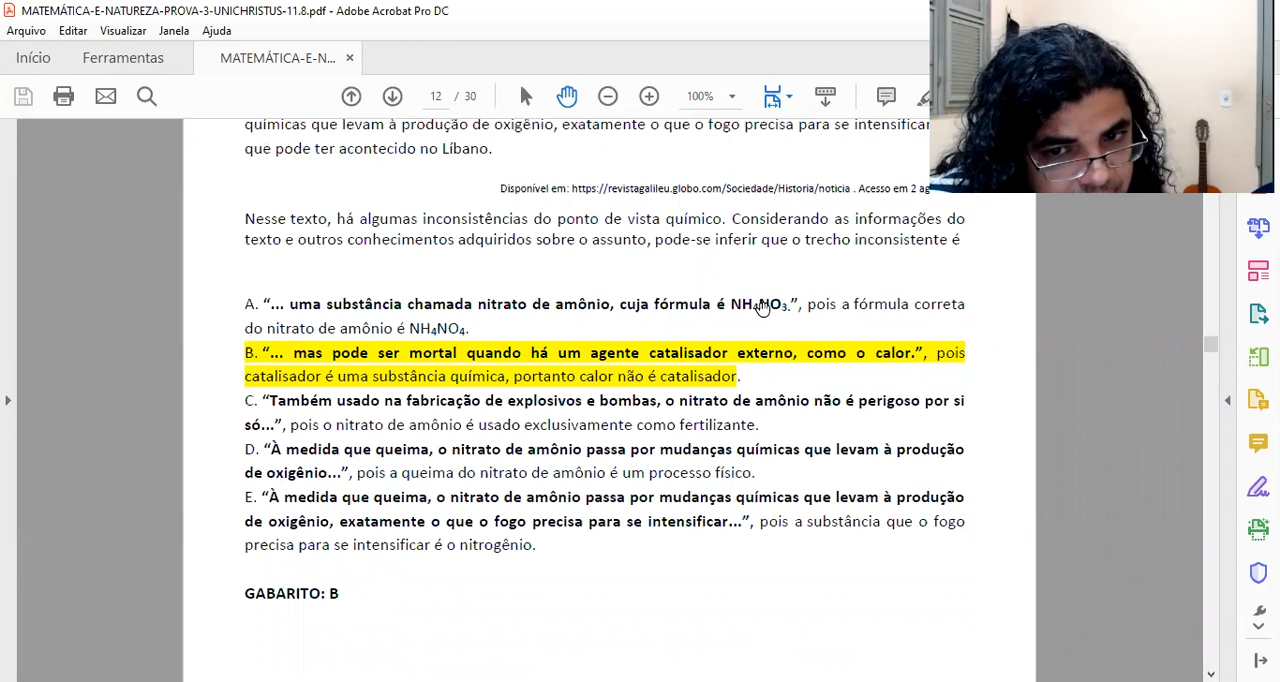 MATEMÁTICA-E-NATUREZA-PROVA-3-UNICHRISTUS-11.8.pdf - Adobe Acrobat Pro DC
Arquivo Editar Visualizar Janela Ajuda
Início Ferramentas MATEMÁTICA-E-N... ×
12 / 30 100%
químicas que levam à produção de oxigênio, exatamente o que o fogo precisa para se intensificar
que pode ter acontecido no Líbano.
Disponível em: https://revistagalileu.globo.com/Sociedade/Historia/noticia . Acesso em 2
Nesse texto, há algumas inconsistências do ponto de vista químico. Considerando as informações do
texto e outros conhecimentos adquiridos sobre o assunto, pode-se inferir que o trecho inconsistente é
A. “... uma substância chamada nitrato de amônio, cuja fórmula é NH₄NO₃.”, pois a fórmula correta
do nitrato de amônio é NH₄NO₄.
B. “... mas pode ser mortal quando há um agente catalisador externo, como o calor.”, pois
catalisador é uma substância química, portanto calor não é catalisador.
C. “Também usado na fabricação de explosivos e bombas, o nitrato de amônio não é perigoso por si
só...”, pois o nitrato de amônio é usado exclusivamente como fertilizante.
D. “À medida que queima, o nitrato de amônio passa por mudanças químicas que levam à produção
de oxigênio...”, pois a queima do nitrato de amônio é um processo físico.
E. “À medida que queima, o nitrato de amônio passa por mudanças químicas que levam à produção
de oxigênio, exatamente o que o fogo precisa para se intensificar...”, pois a substância que o fogo
precisa para se intensificar é o nitrogênio.
GABARITO: B